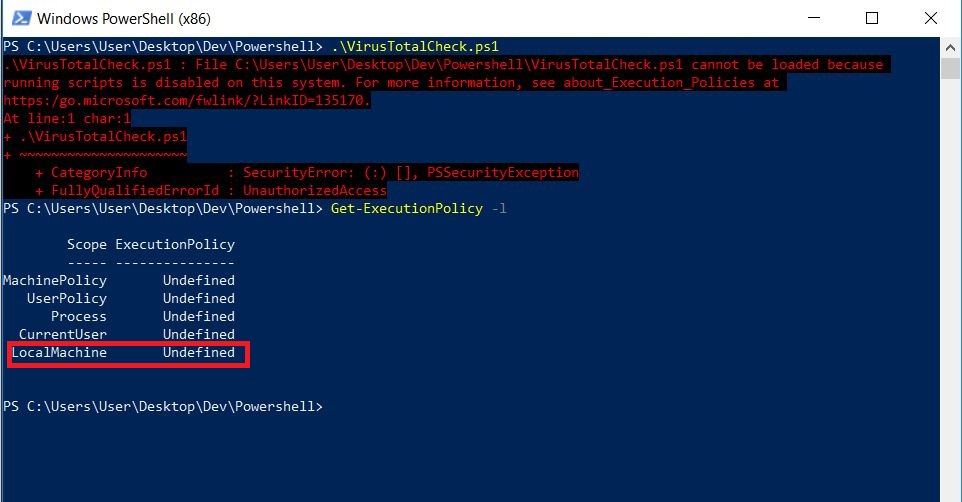 Windows PowerShell (x86)
PS C:\Users\User\Desktop\Dev\Powershell> .\VirusTotalCheck.ps1
.\VirusTotalCheck.ps1 : File C:\Users\User\Desktop\Dev\Powershell\VirusTotalCheck.ps1 cannot be loaded because
running scripts is disabled on this system. For more information, see about_Execution_Policies at
https:/go.microsoft.com/fwlink/?LinkID=135170.
At line:1 char:1
+ .\VirusTotalCheck.ps1
+ ~~~~~~~~~~~~~~~~~~~~~
    + CategoryInfo          : SecurityError: (:) [], PSSecurityException
    + FullyQualifiedErrorId : UnauthorizedAccess
PS C:\Users\User\Desktop\Dev\Powershell> Get-ExecutionPolicy -l
        Scope ExecutionPolicy
        ----- ---------------
MachinePolicy       Undefined
   UserPolicy       Undefined
      Process       Undefined
  CurrentUser       Undefined
 LocalMachine       Undefined
PS C:\Users\User\Desktop\Dev\Powershell>